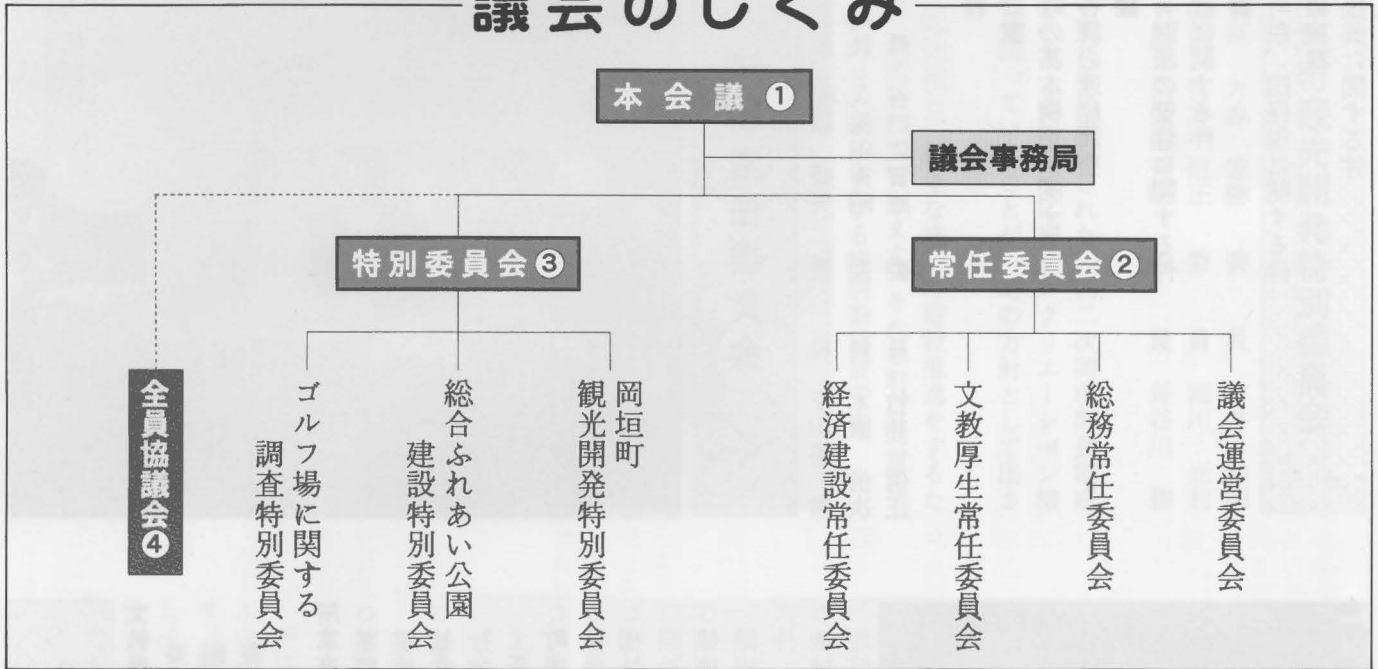 議会のしくみ
本会議 ①
議会事務局
常任委員会②
議会運営委員会
総務常任委員会
文教厚生常任委員会
経済建設常任委員会
特別委員会③
岡垣町
観光開発特別委員会
総合ふれあい公園
建設特別委員会
ゴルフ場に関する
調査特別委員会
全員協議会④